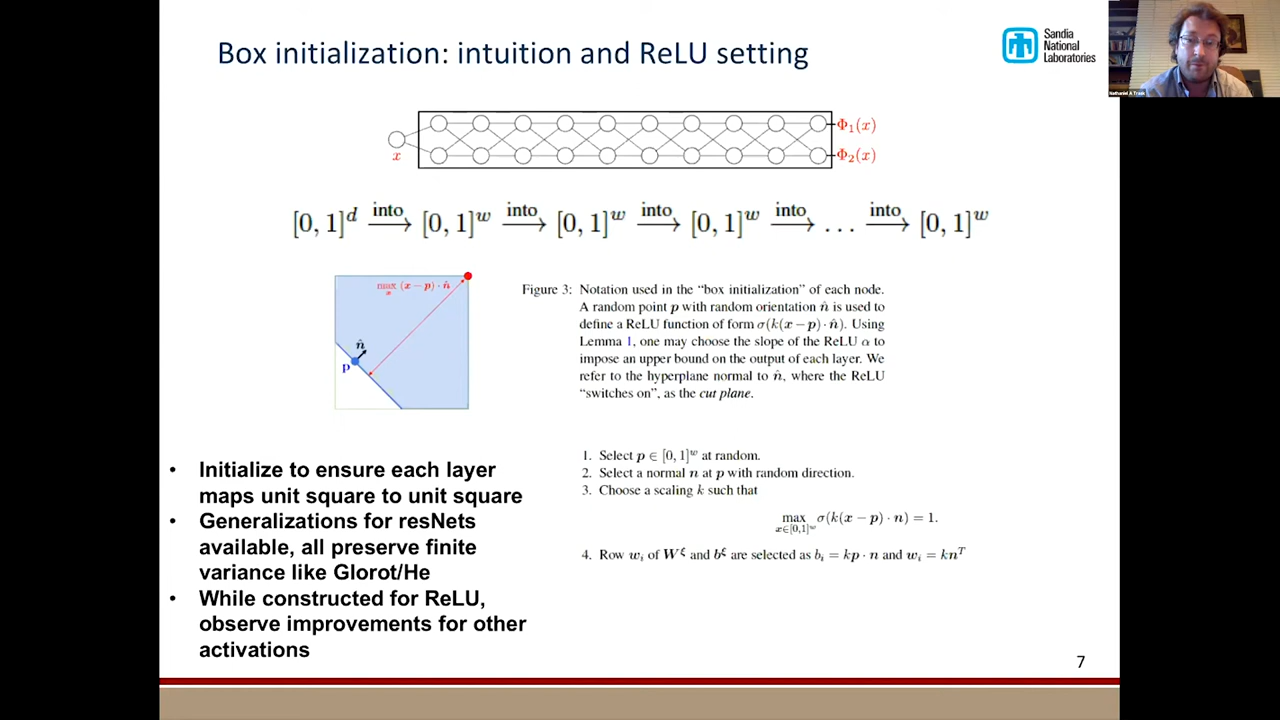 Box initialization: intuition and ReLU setting
Sandia
National
Laboratories
Nathaniel A Trask
x
Φ₁(x)
Φ₂(x)
[0, 1]^d into→ [0, 1]^w into→ [0, 1]^w into→ [0, 1]^w into→ … into→ [0, 1]^w
max_x (x − p) · n̂
n̂
p
Figure 3: Notation used in the “box initialization” of each node.
A random point p with random orientation n̂ is used to
define a ReLU function of form σ(k(x − p) · n̂). Using
Lemma 1, one may choose the slope of the ReLU α to
impose an upper bound on the output of each layer. We
refer to the hyperplane normal to n̂, where the ReLU
“switches on”, as the cut plane.
• Initialize to ensure each layer
maps unit square to unit square
• Generalizations for resNets
available, all preserve finite
variance like Glorot/He
• While constructed for ReLU,
observe improvements for other
activations
1. Select p ∈ [0, 1]^w at random.
2. Select a normal n at p with random direction.
3. Choose a scaling k such that
max_{x∈[0,1]^w} σ(k(x − p) · n) = 1.
4. Row w_i of W^ξ and b^ξ are selected as b_i = kp · n and w_i = kn^T
7